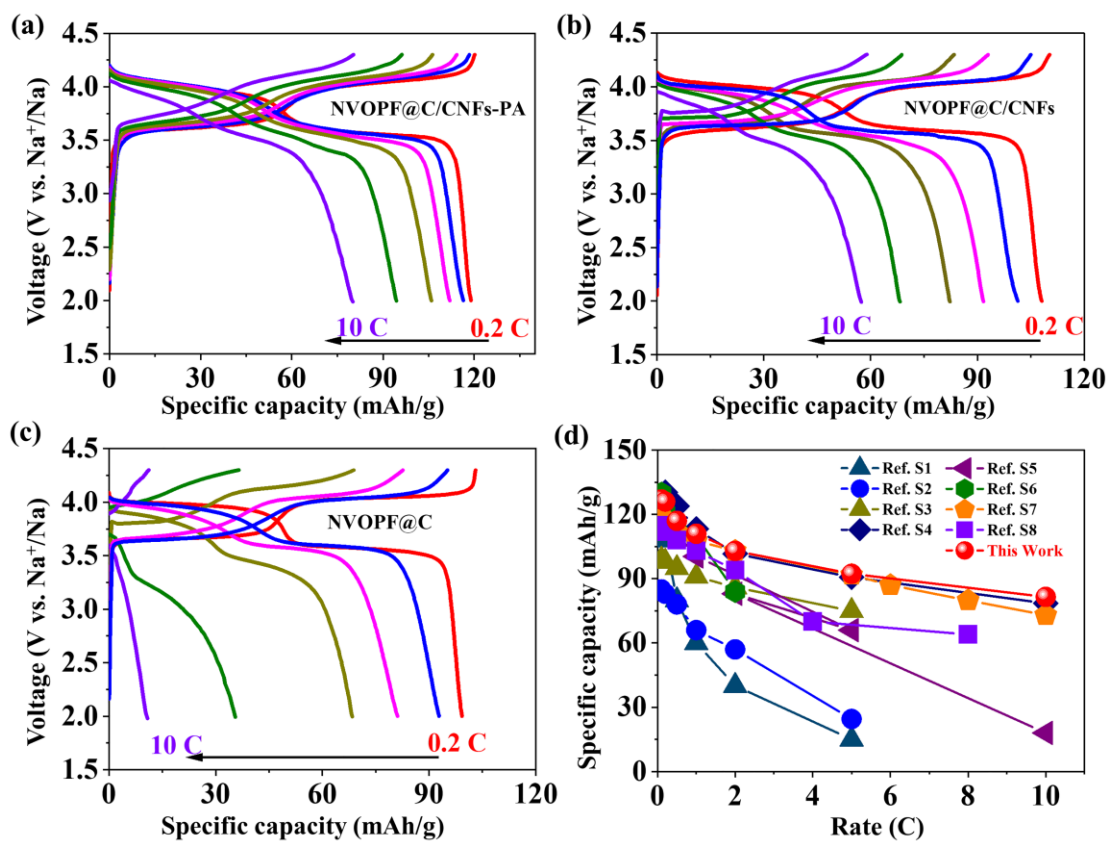 (a)
4.5
4.0
3.5
3.0
2.5
2.0
1.5
Voltage (V vs. Na⁺/Na)
NVOPF@C/CNFs-PA
10 C
0.2 C
0 30 60 90 120
Specific capacity (mAh/g)
(b)
4.5
4.0
3.5
3.0
2.5
2.0
1.5
Voltage (V vs. Na⁺/Na)
NVOPF@C/CNFs
10 C
0.2 C
0 30 60 90 120
Specific capacity (mAh/g)
(c)
4.5
4.0
3.5
3.0
2.5
2.0
1.5
Voltage (V vs. Na⁺/Na)
NVOPF@C
10 C
0.2 C
0 30 60 90 120
Specific capacity (mAh/g)
(d)
150
120
90
60
30
0
Specific capacity (mAh/g)
Ref. S1
Ref. S2
Ref. S3
Ref. S4
Ref. S5
Ref. S6
Ref. S7
Ref. S8
This Work
0 2 4 6 8 10
Rate (C)